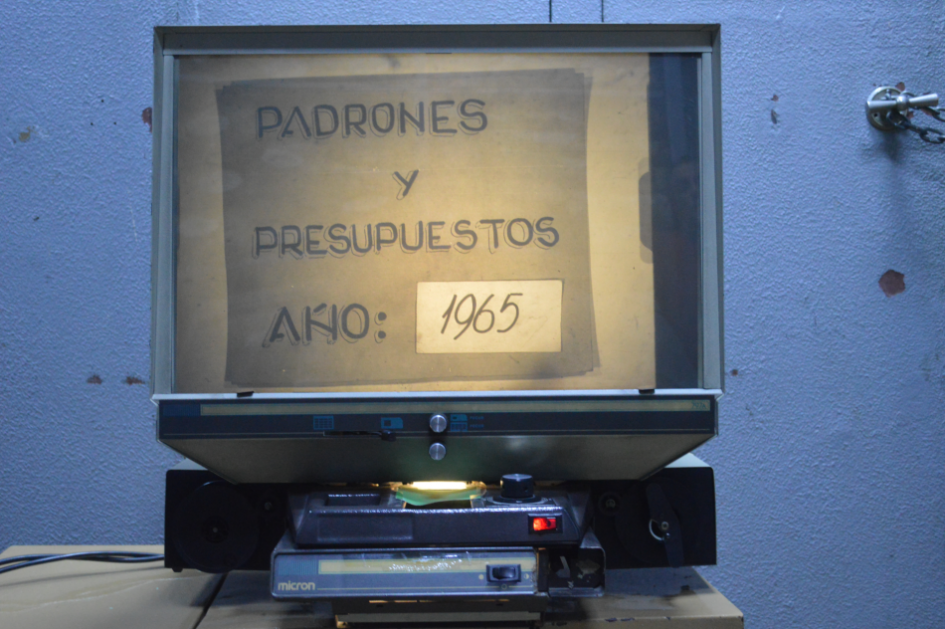 PADRONES
Y
PRESUPUESTOS
AÑO: 1965
micron